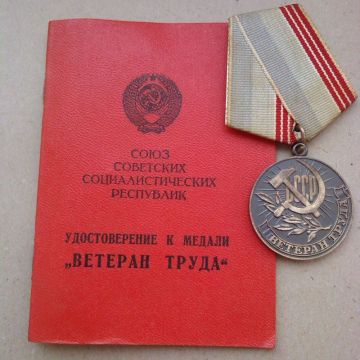 СОЮЗ
СОВЕТСКИХ
СОЦИАЛИСТИЧЕСКИХ
РЕСПУБЛИК
УДОСТОВЕРЕНИЕ К МЕДАЛИ
„ВЕТЕРАН ТРУДА“
СССР
ВЕТЕРАН ТРУДА